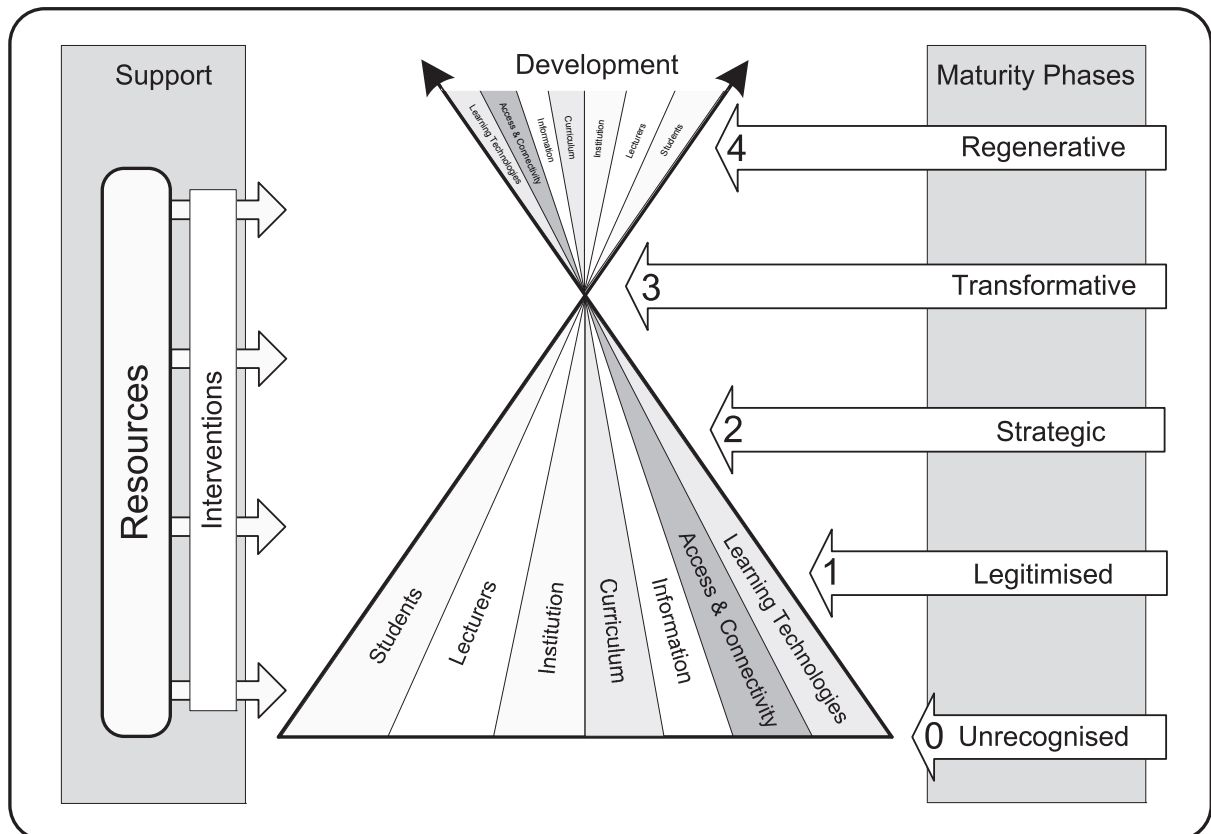 Support
Development
Maturity Phases
Learning Technologies
Access & Connectivity
Information
Curriculum
Institution
Lecturers
Students
4 Regenerative
3 Transformative
2 Strategic
1 Legitimised
0 Unrecognised
Resources
Interventions
Students
Lecturers
Institution
Curriculum
Information
Access & Connectivity
Learning Technologies